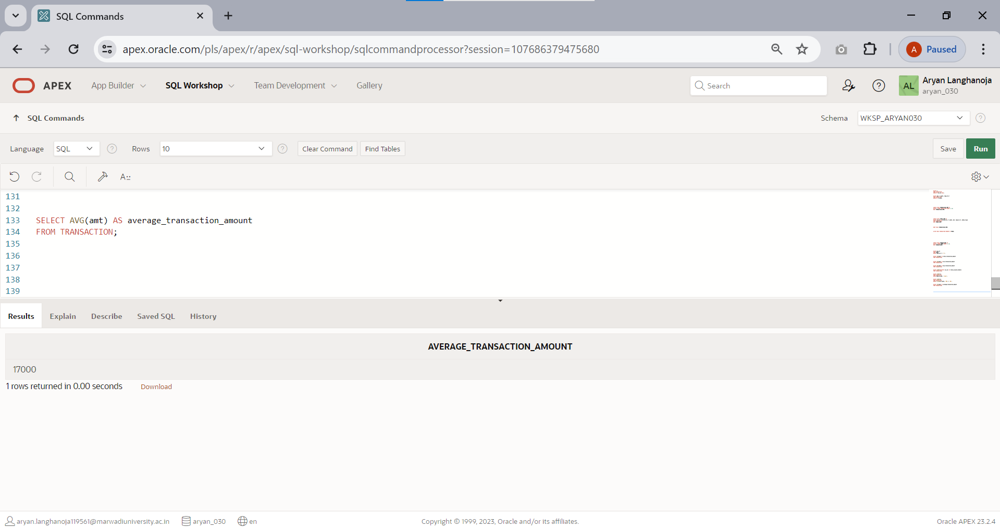 SQL Commands
apex.oracle.com/pls/apex/r/apex/sql-workshop/sqlcommandprocessor?session=107686379475680
A Paused
APEX App Builder SQL Workshop Team Development Gallery Search AL Aryan Langhanoja
aryan_030
SQL Commands Schema WKSP_ARYAN030
Language SQL Rows 10 Clear Command Find Tables Save Run
A
131
132
133 SELECT AVG(amt) AS average_transaction_amount
134 FROM TRANSACTION;
135
136
137
138
139
Results Explain Describe Saved SQL History
AVERAGE_TRANSACTION_AMOUNT
17000
1 rows returned in 0.00 seconds Download
aryan.langhanoja119561@marwadiuniversity.ac.in aryan_030 en Copyright © 1999, 2023, Oracle and/or its affiliates. Oracle APEX 23.2.4